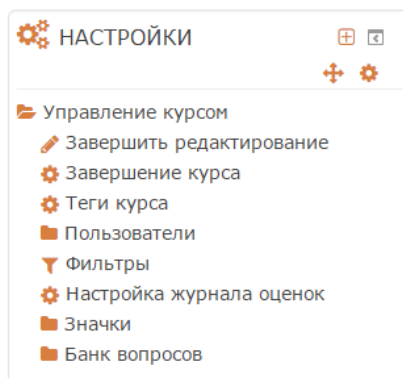 НАСТРОЙКИ
Управление курсом
Завершить редактирование
Завершение курса
Теги курса
Пользователи
Фильтры
Настройка журнала оценок
Значки
Банк вопросов